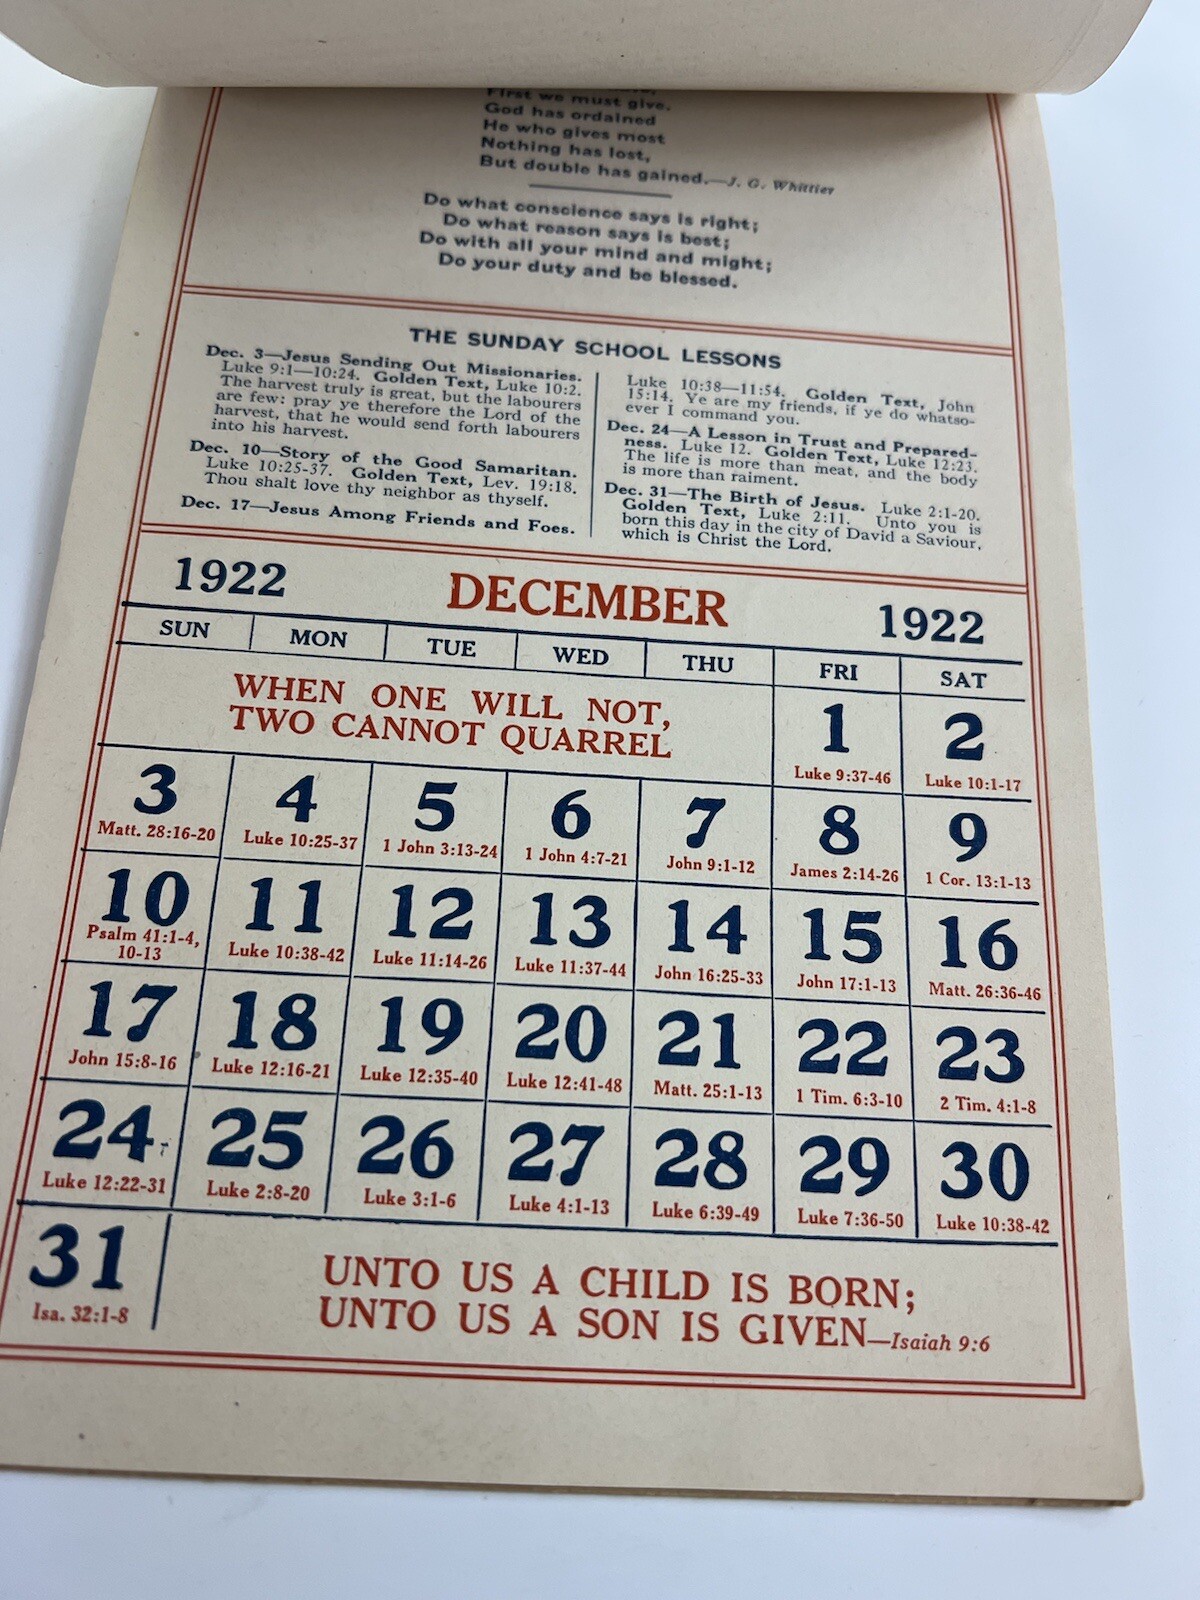 First we must give.
God has ordained
He who gives most
Nothing has lost,
But double has gained.—J. G. Whittier
Do what conscience says is right;
Do what reason says is best;
Do with all your mind and might;
Do your duty and be blessed.
THE SUNDAY SCHOOL LESSONS
Dec. 3—Jesus Sending Out Missionaries.
Luke 9:1—10:24. Golden Text, Luke 10:2.
The harvest truly is great, but the labourers
are few: pray ye therefore the Lord of the
harvest, that he would send forth labourers
into his harvest.
Dec. 10—Story of the Good Samaritan.
Luke 10:25-37. Golden Text, Lev. 19:18.
Thou shalt love thy neighbor as thyself.
Dec. 17—Jesus Among Friends and Foes.
Luke 10:38—11:54. Golden Text, John
15:14. Ye are my friends, if ye do whatso-
ever I command you.
Dec. 24—A Lesson in Trust and Prepared-
ness. Luke 12. Golden Text, Luke 12:23.
The life is more than meat, and the body
is more than raiment.
Dec. 31—The Birth of Jesus. Luke 2:1-20.
Golden Text, Luke 2:11. Unto you is
born this day in the city of David a Saviour,
which is Christ the Lord.
1922 DECEMBER 1922
SUN MON TUE WED THU FRI SAT
WHEN ONE WILL NOT,
TWO CANNOT QUARREL
1 2
Luke 9:37-46 Luke 10:1-17
3 4 5 6 7 8 9
Matt. 28:16-20 Luke 10:25-37 1 John 3:13-24 1 John 4:7-21 John 9:1-12 James 2:14-26 1 Cor. 13:1-13
10 11 12 13 14 15 16
Psalm 41:1-4, Luke 10:38-42 Luke 11:14-26 Luke 11:37-44 John 16:25-33 John 17:1-13 Matt. 26:36-46
10-13
17 18 19 20 21 22 23
John 15:8-16 Luke 12:16-21 Luke 12:35-40 Luke 12:41-48 Matt. 25:1-13 1 Tim. 6:3-10 2 Tim. 4:1-8
24 25 26 27 28 29 30
Luke 12:22-31 Luke 2:8-20 Luke 3:1-6 Luke 4:1-13 Luke 6:39-49 Luke 7:36-50 Luke 10:38-42
31
Isa. 32:1-8
UNTO US A CHILD IS BORN;
UNTO US A SON IS GIVEN—Isaiah 9:6